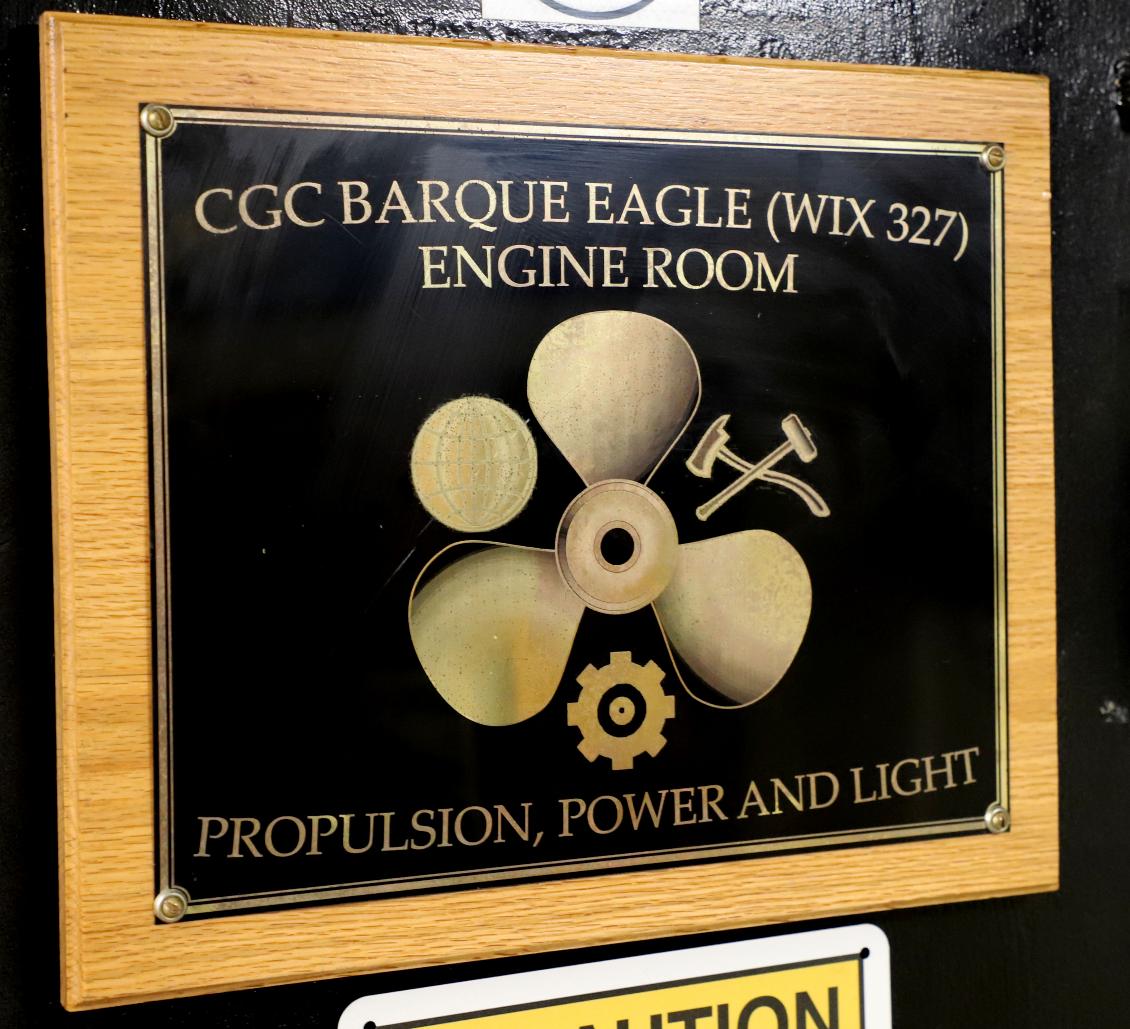 CGC BARQUE EAGLE (WIX 327)
ENGINE ROOM
PROPULSION, POWER AND LIGHT